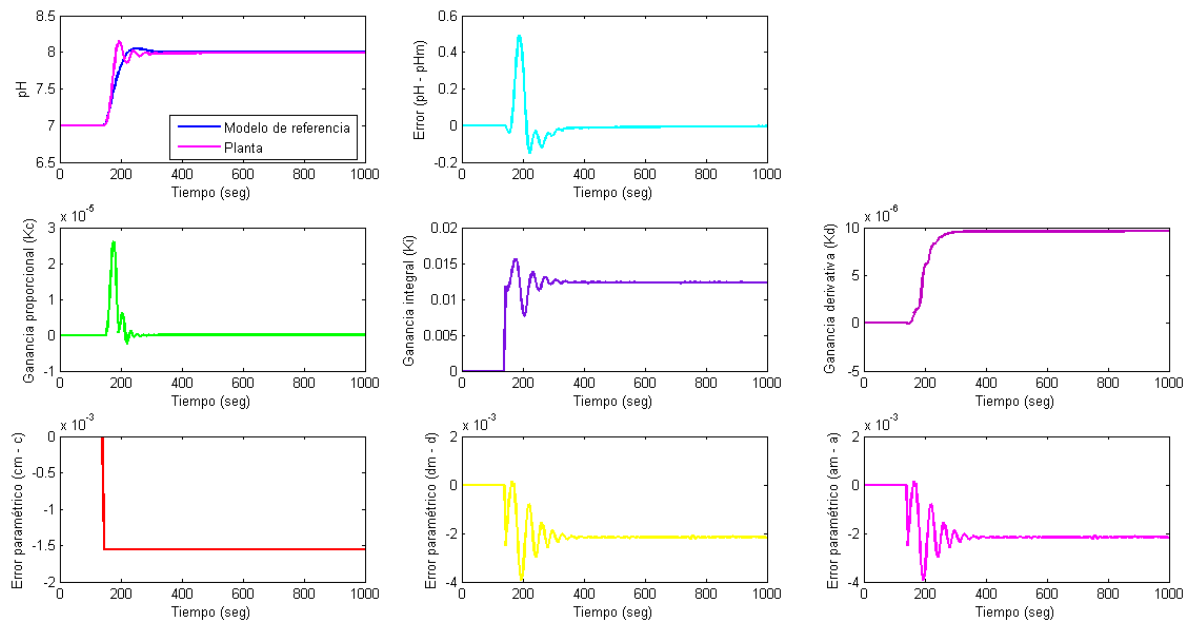 8.5
8
7.5
7
6.5
pH
Modelo de referencia
Planta
0 200 400 600 800 1000
Tiempo (seg)
0.6
0.4
0.2
0
-0.2
Error (pH - pHm)
0 200 400 600 800 1000
Tiempo (seg)
x 10^-5
3
2
1
0
-1
Ganancia proporcional (Kc)
0 200 400 600 800 1000
Tiempo (seg)
0.02
0.015
0.01
0.005
0
Ganancia integral (Ki)
0 200 400 600 800 1000
Tiempo (seg)
x 10^-6
10
5
0
-5
Ganancia derivativa (Kd)
0 200 400 600 800 1000
Tiempo (seg)
x 10^-3
0
-0.5
-1
-1.5
-2
Error paramétrico (cm - c)
0 200 400 600 800 1000
Tiempo (seg)
x 10^-3
2
0
-2
-4
Error paramétrico (dm - d)
0 200 400 600 800 1000
Tiempo (seg)
x 10^-3
2
0
-2
-4
Error paramétrico (am - a)
0 200 400 600 800 1000
Tiempo (seg)